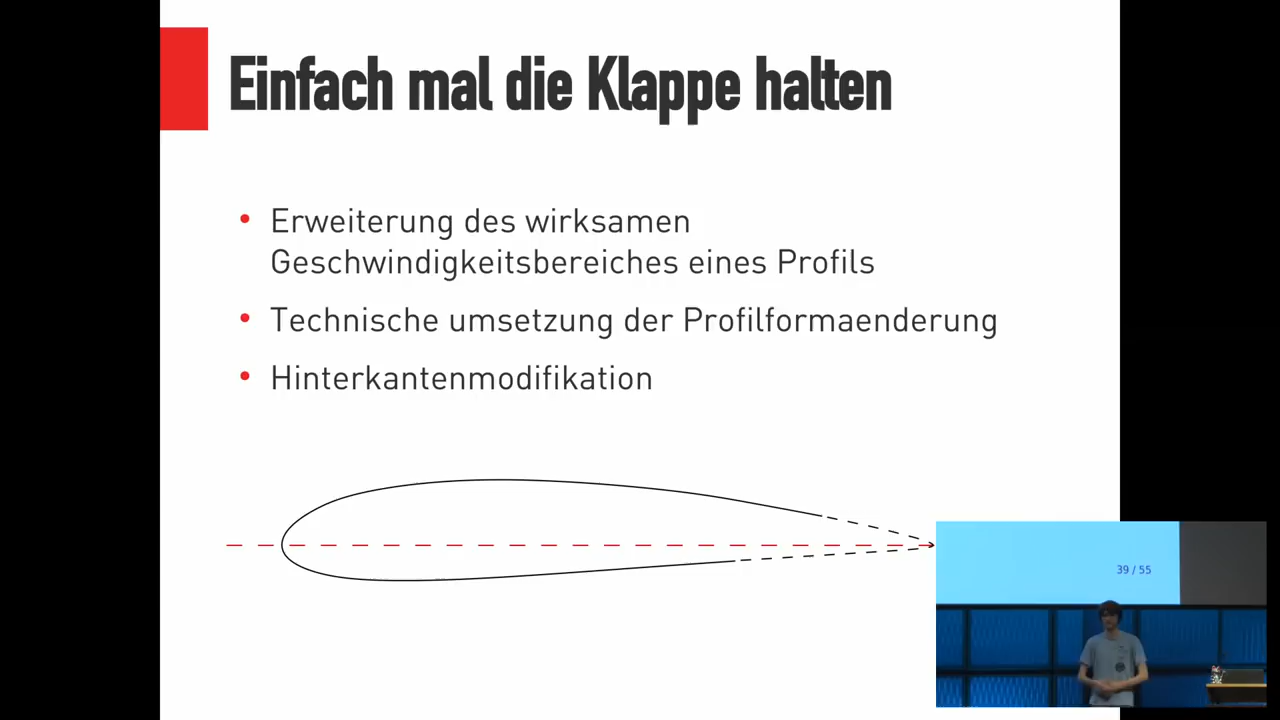 Einfach mal die Klappe halten
• Erweiterung des wirksamen
Geschwindigkeitsbereiches eines Profils
• Technische umsetzung der Profilformaenderung
• Hinterkantenmodifikation
39 / 55